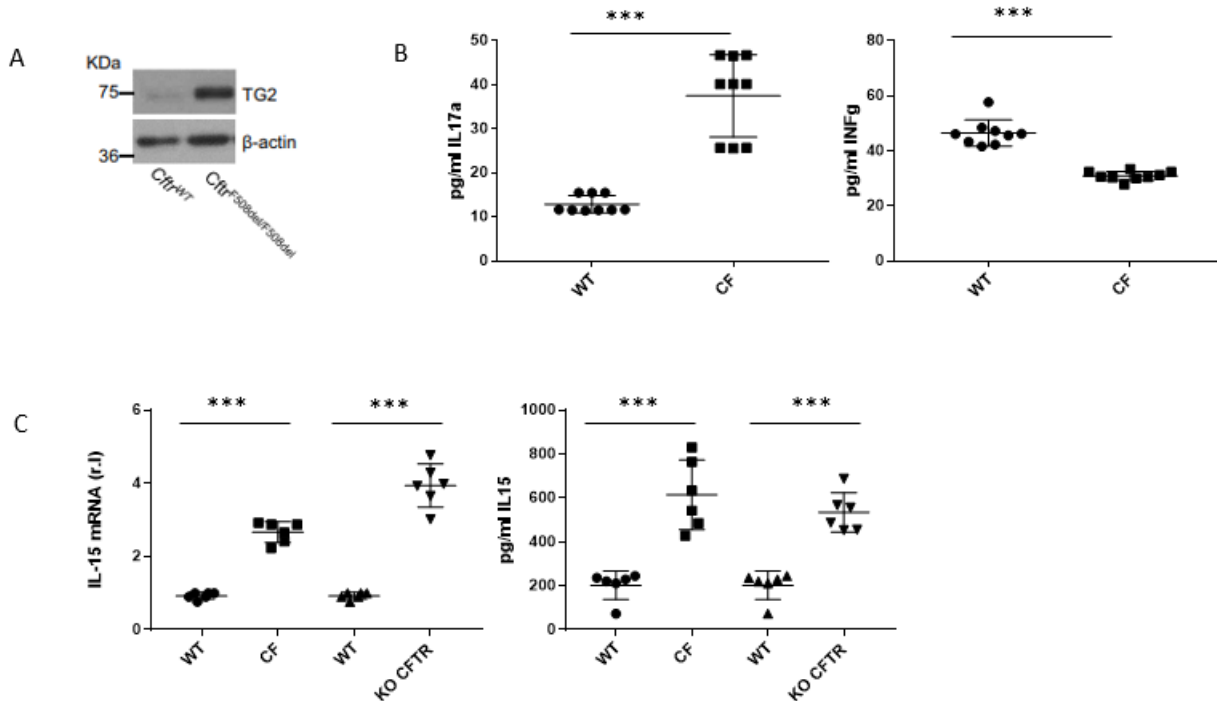 A
KDa
75
TG2
β-actin
36
Cftr^WT
Cftr^F508del/F508del
B
***
pg/ml IL17a
50
40
30
20
10
0
WT
CF
***
pg/ml INFg
80
60
40
20
0
WT
CF
C
***
***
IL-15 mRNA (r.I)
6
4
2
0
WT
CF
WT
KO CFTR
***
***
pg/ml IL15
1000
800
600
400
200
0
WT
CF
WT
KO CFTR